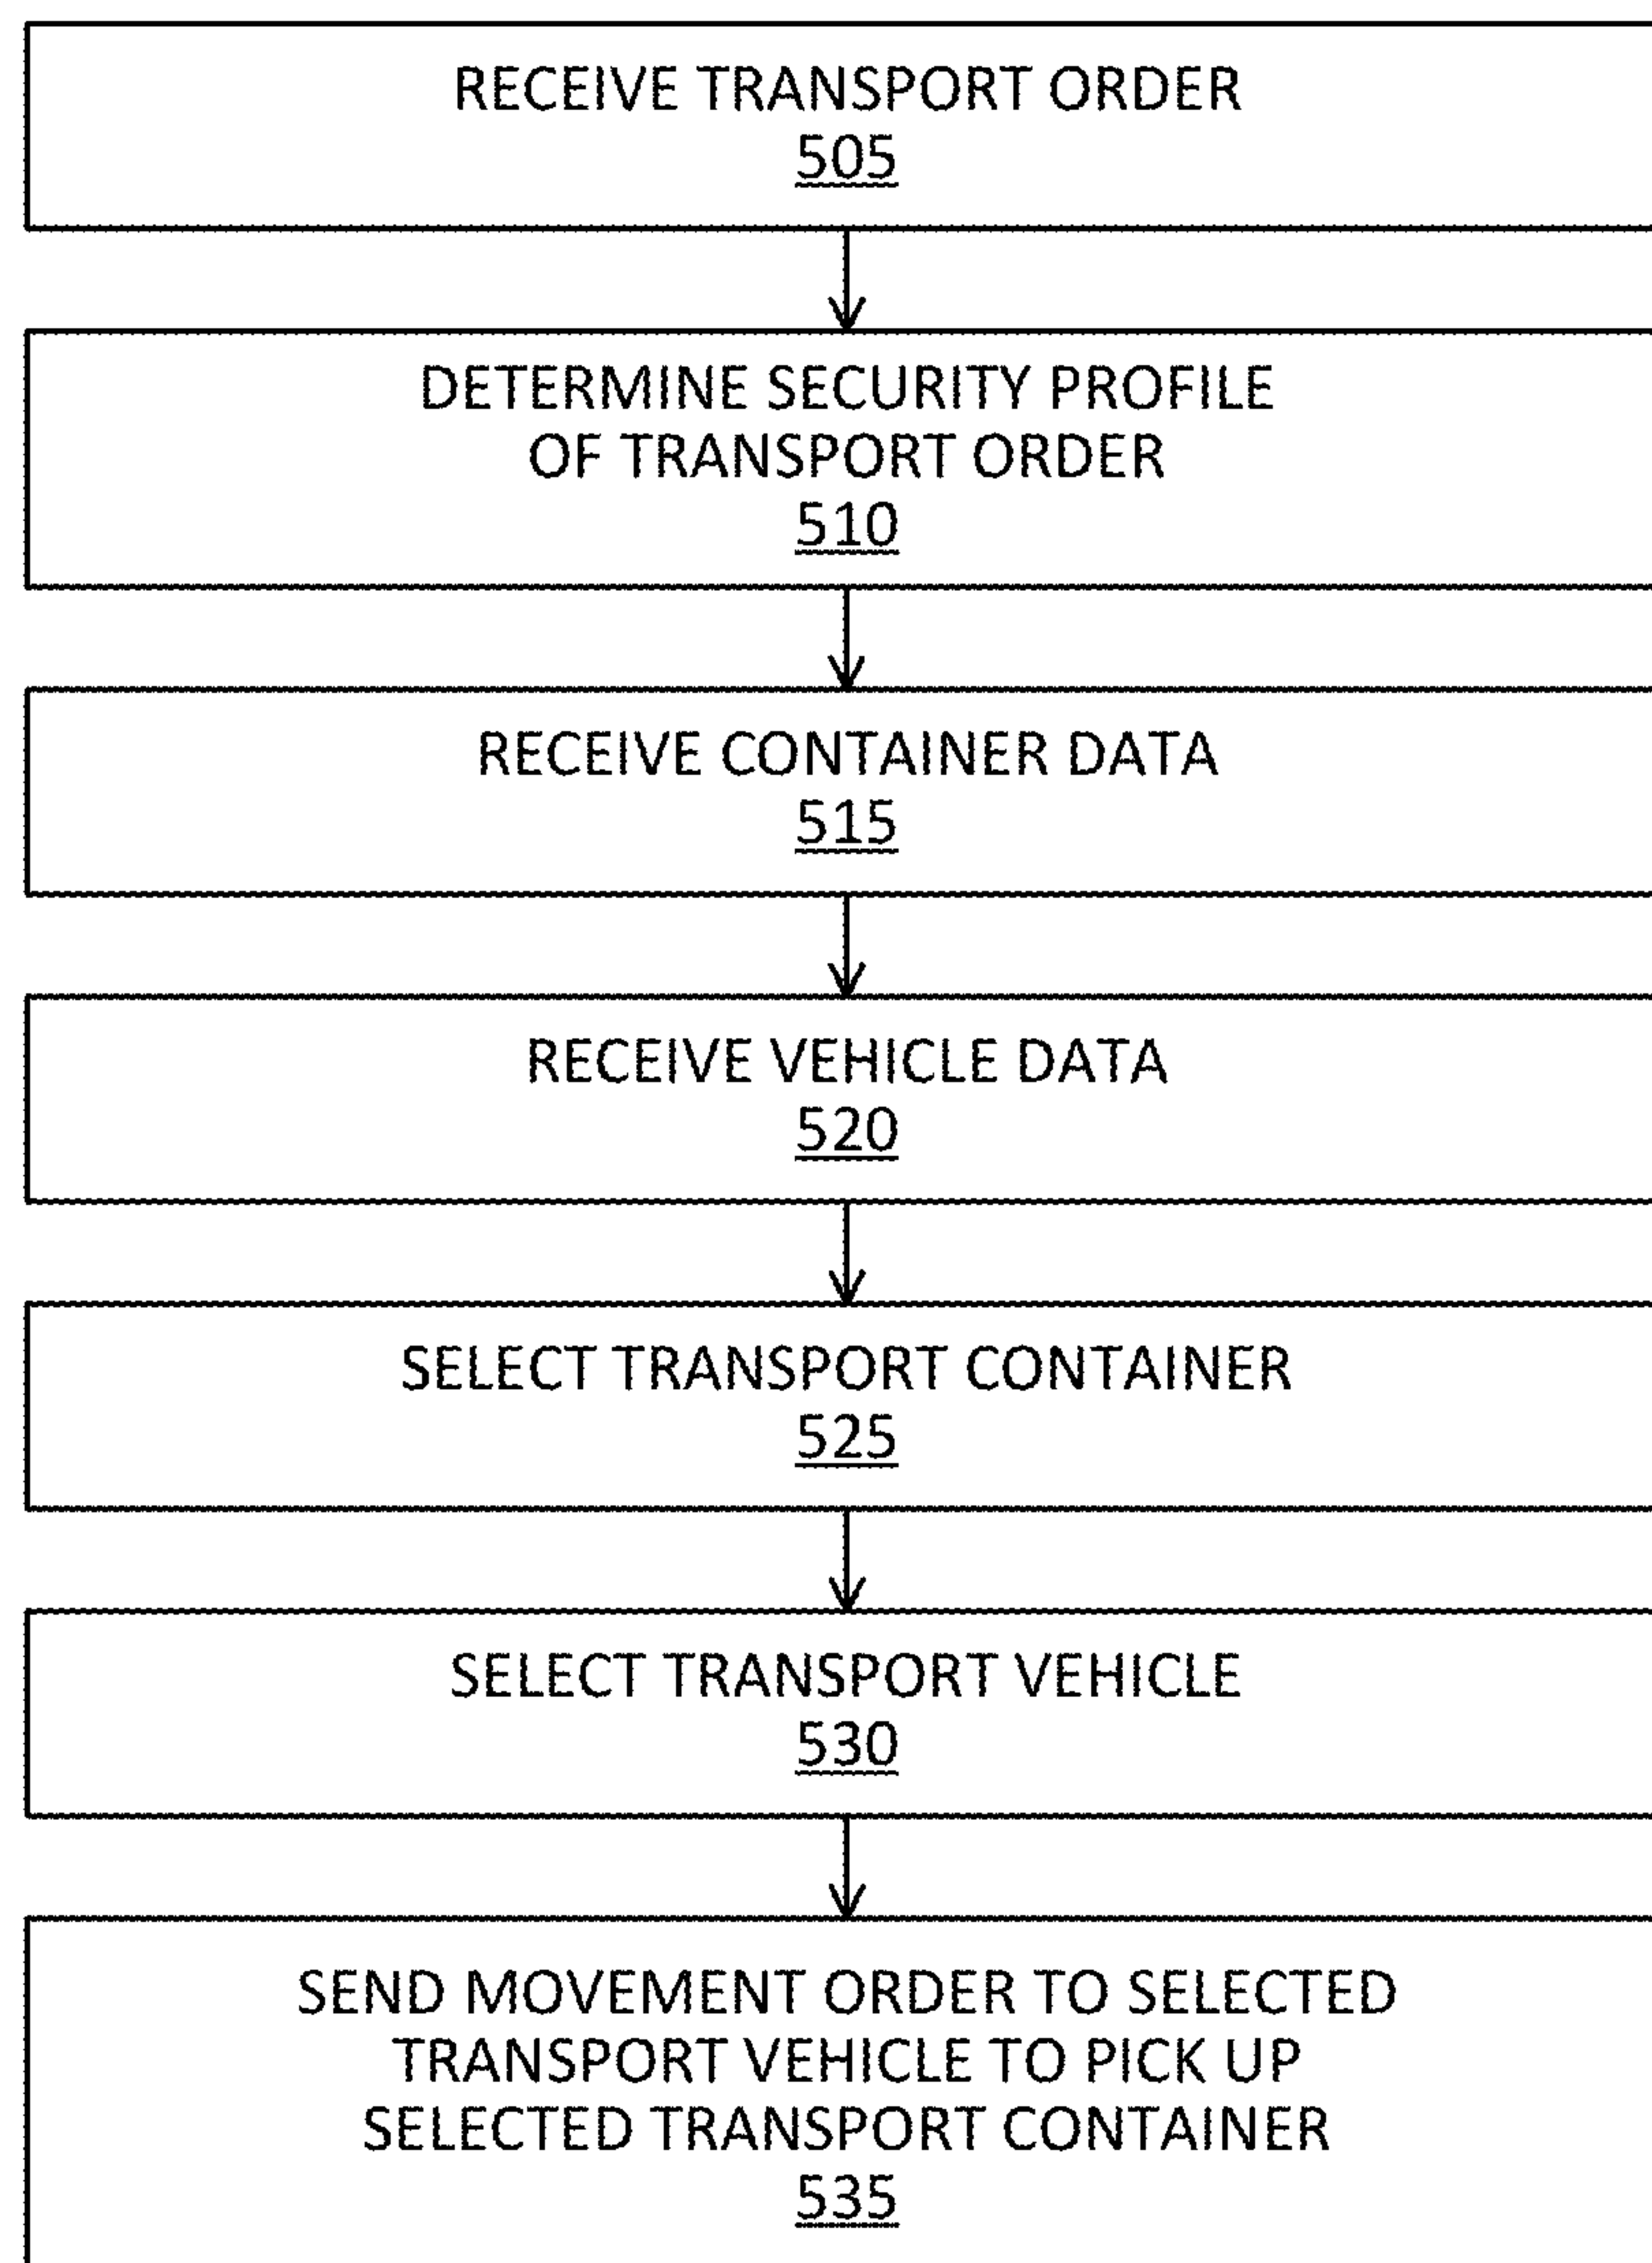 RECEIVE TRANSPORT ORDER
505
DETERMINE SECURITY PROFILE
OF TRANSPORT ORDER
510
RECEIVE CONTAINER DATA
515
RECEIVE VEHICLE DATA
520
SELECT TRANSPORT CONTAINER
525
SELECT TRANSPORT VEHICLE
530
SEND MOVEMENT ORDER TO SELECTED
TRANSPORT VEHICLE TO PICK UP
SELECTED TRANSPORT CONTAINER
535